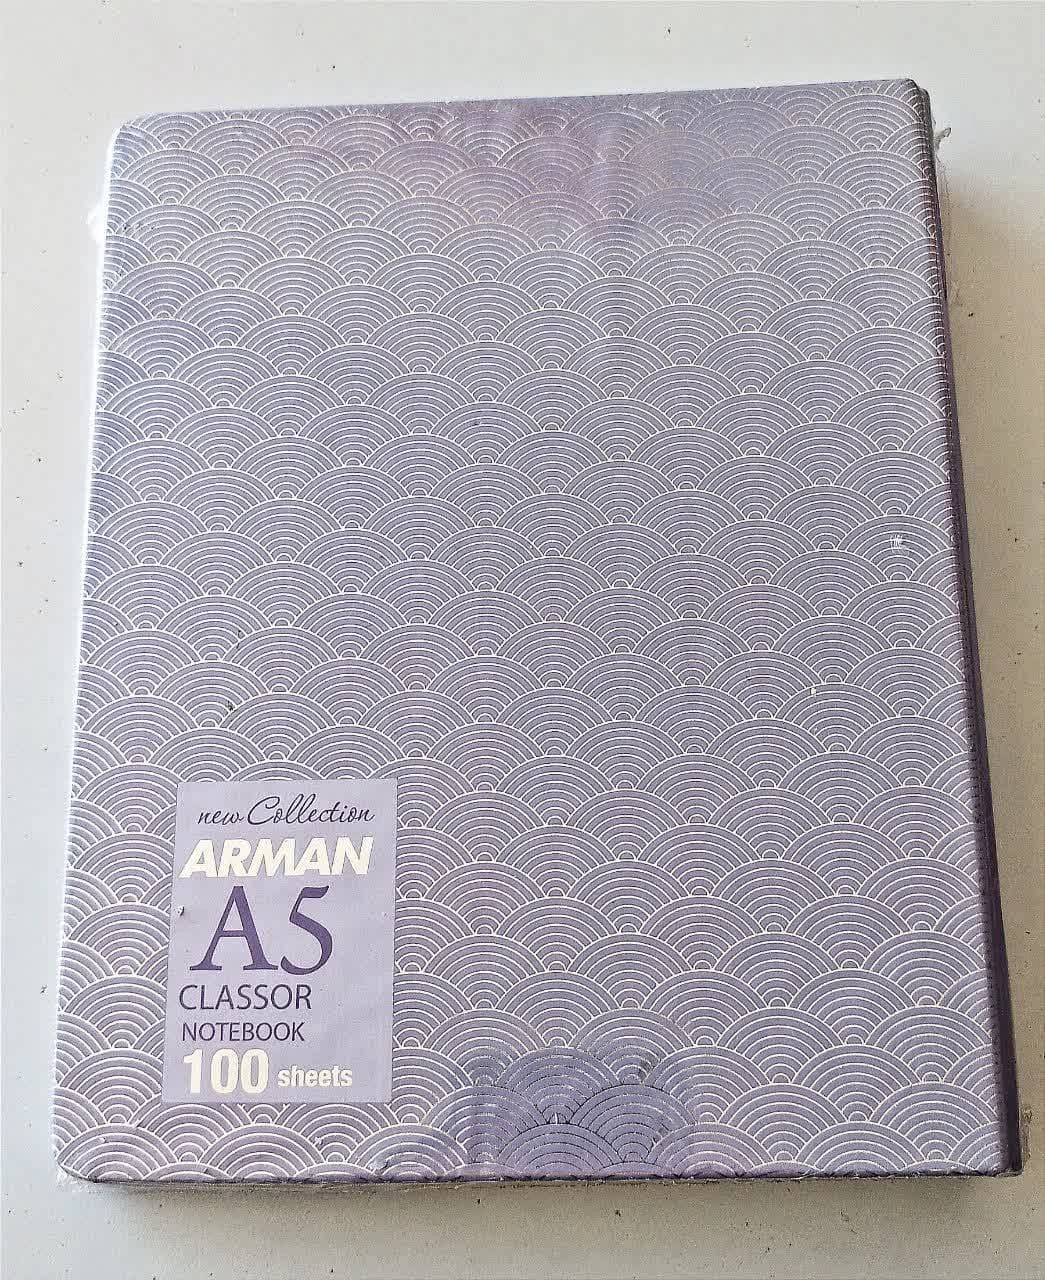 new Collection
ARMAN
A5
CLASSOR
NOTEBOOK
100 sheets